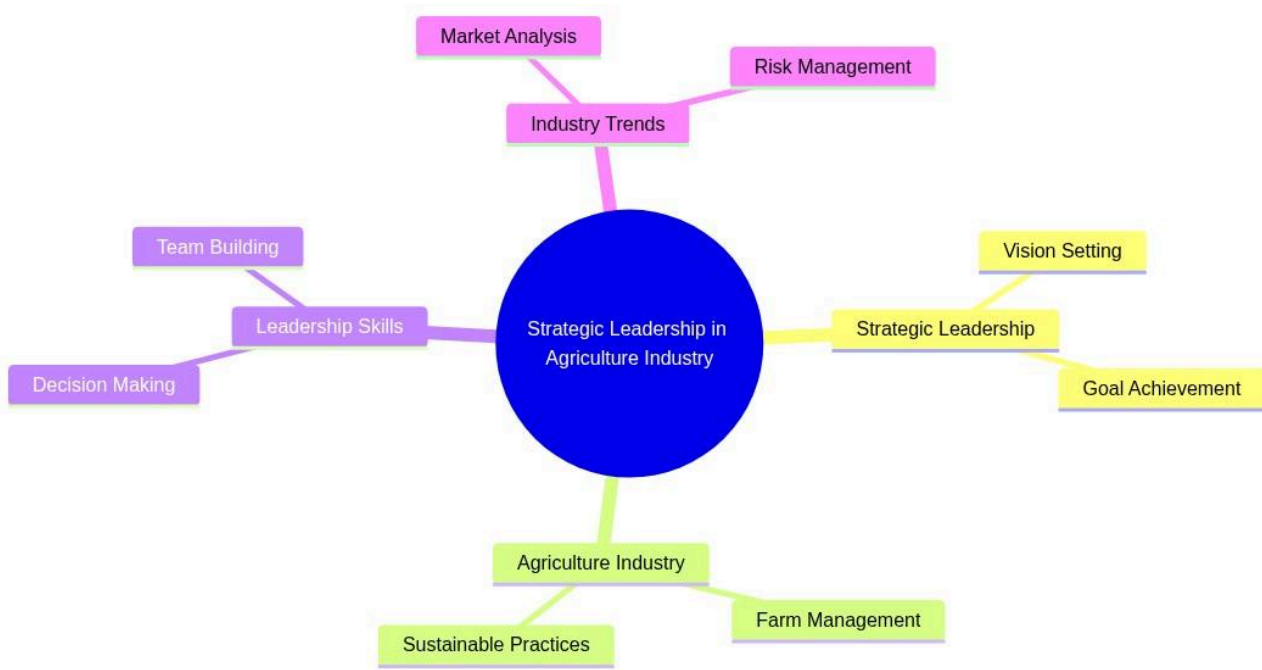 Market Analysis
Risk Management
Industry Trends
Team Building
Vision Setting
Leadership Skills
Strategic Leadership in
Agriculture Industry
Strategic Leadership
Decision Making
Goal Achievement
Agriculture Industry
Farm Management
Sustainable Practices